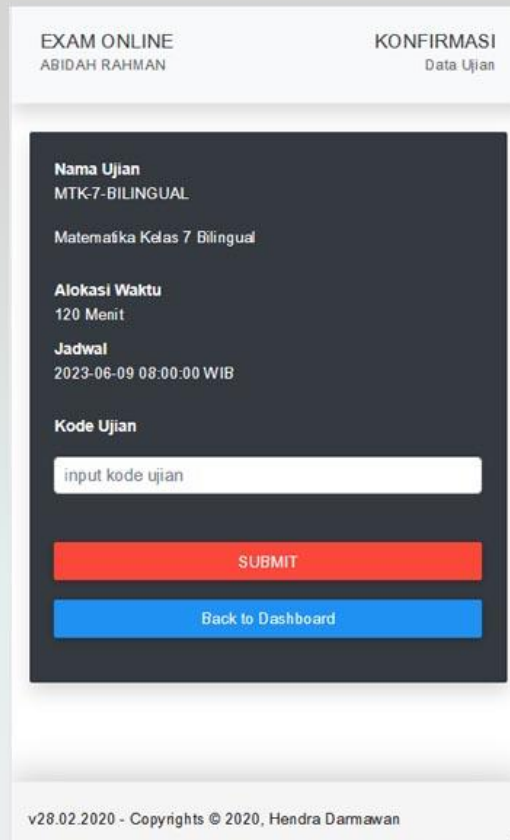 EXAM ONLINE
ABIDAH RAHMAN
KONFIRMASI
Data Ujian
Nama Ujian
MTK-7-BILINGUAL
Matematika Kelas 7 Bilingual
Alokasi Waktu
120 Menit
Jadwal
2023-06-09 08:00:00 WIB
Kode Ujian
input kode ujian
SUBMIT
Back to Dashboard
v28.02.2020 - Copyrights © 2020, Hendra Darmawan